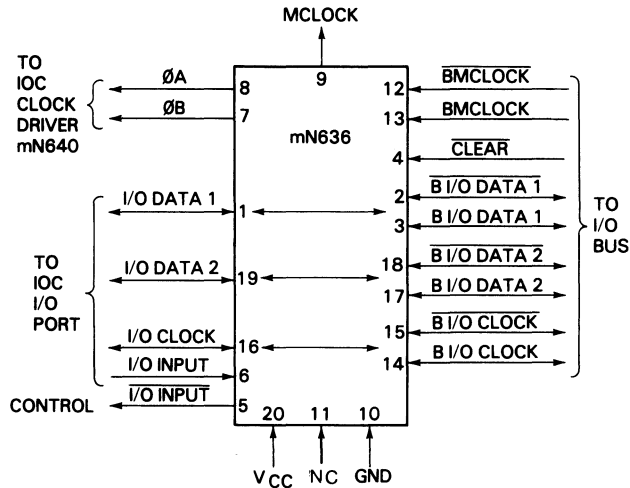 MCLOCK
TO
IOC
CLOCK
DRIVER
mN640
ØA
ØB
8
7
9
mN636
12
13
4
2
3
18
17
15
14
BMCLOCK
BMCLOCK
CLEAR
B I/O DATA 1
B I/O DATA 1
B I/O DATA 2
B I/O DATA 2
B I/O CLOCK
B I/O CLOCK
TO
I/O
BUS
TO
IOC
I/O
PORT
I/O DATA 1
1
I/O DATA 2
19
I/O CLOCK
16
I/O INPUT
6
CONTROL
I/O INPUT
5
20 11 10
VCC NC GND